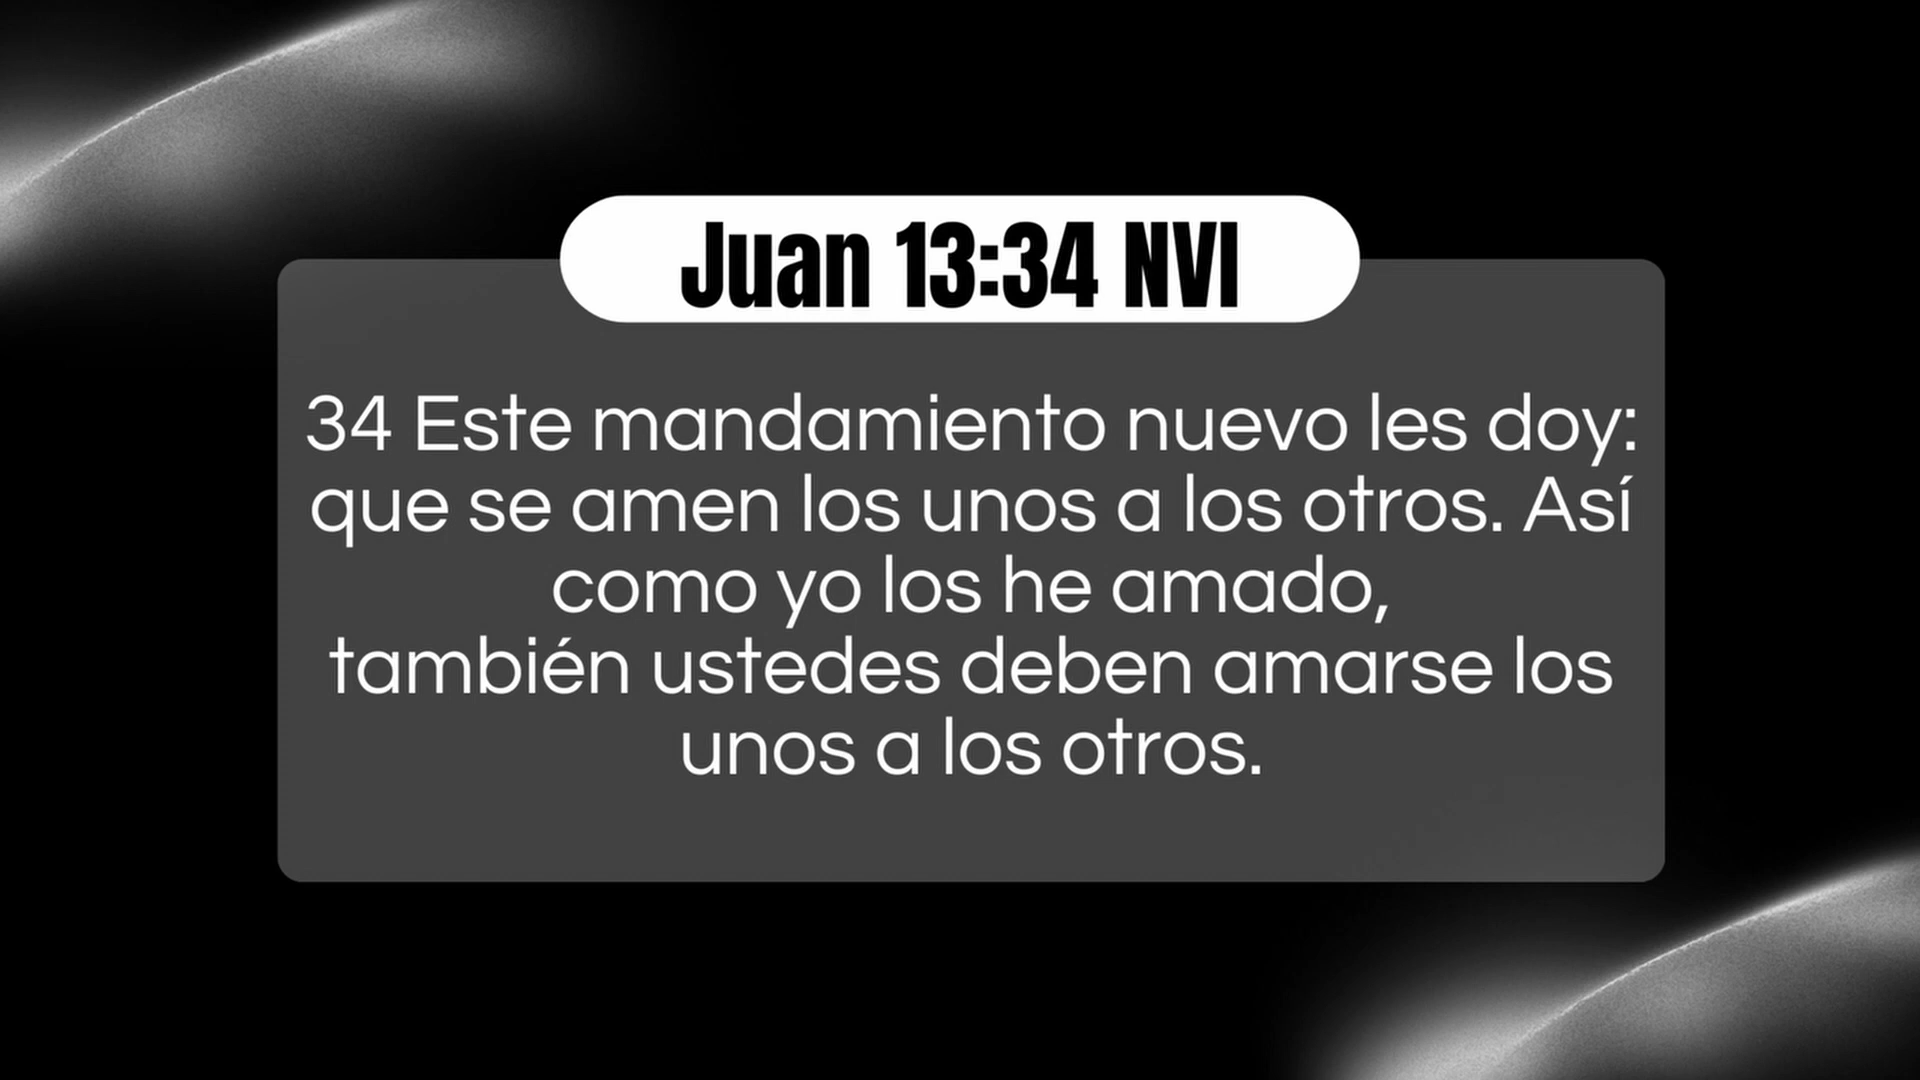 Juan 13:34 NVI
34 Este mandamiento nuevo les doy:
que se amen los unos a los otros. Así
como yo los he amado,
también ustedes deben amarse los
unos a los otros.